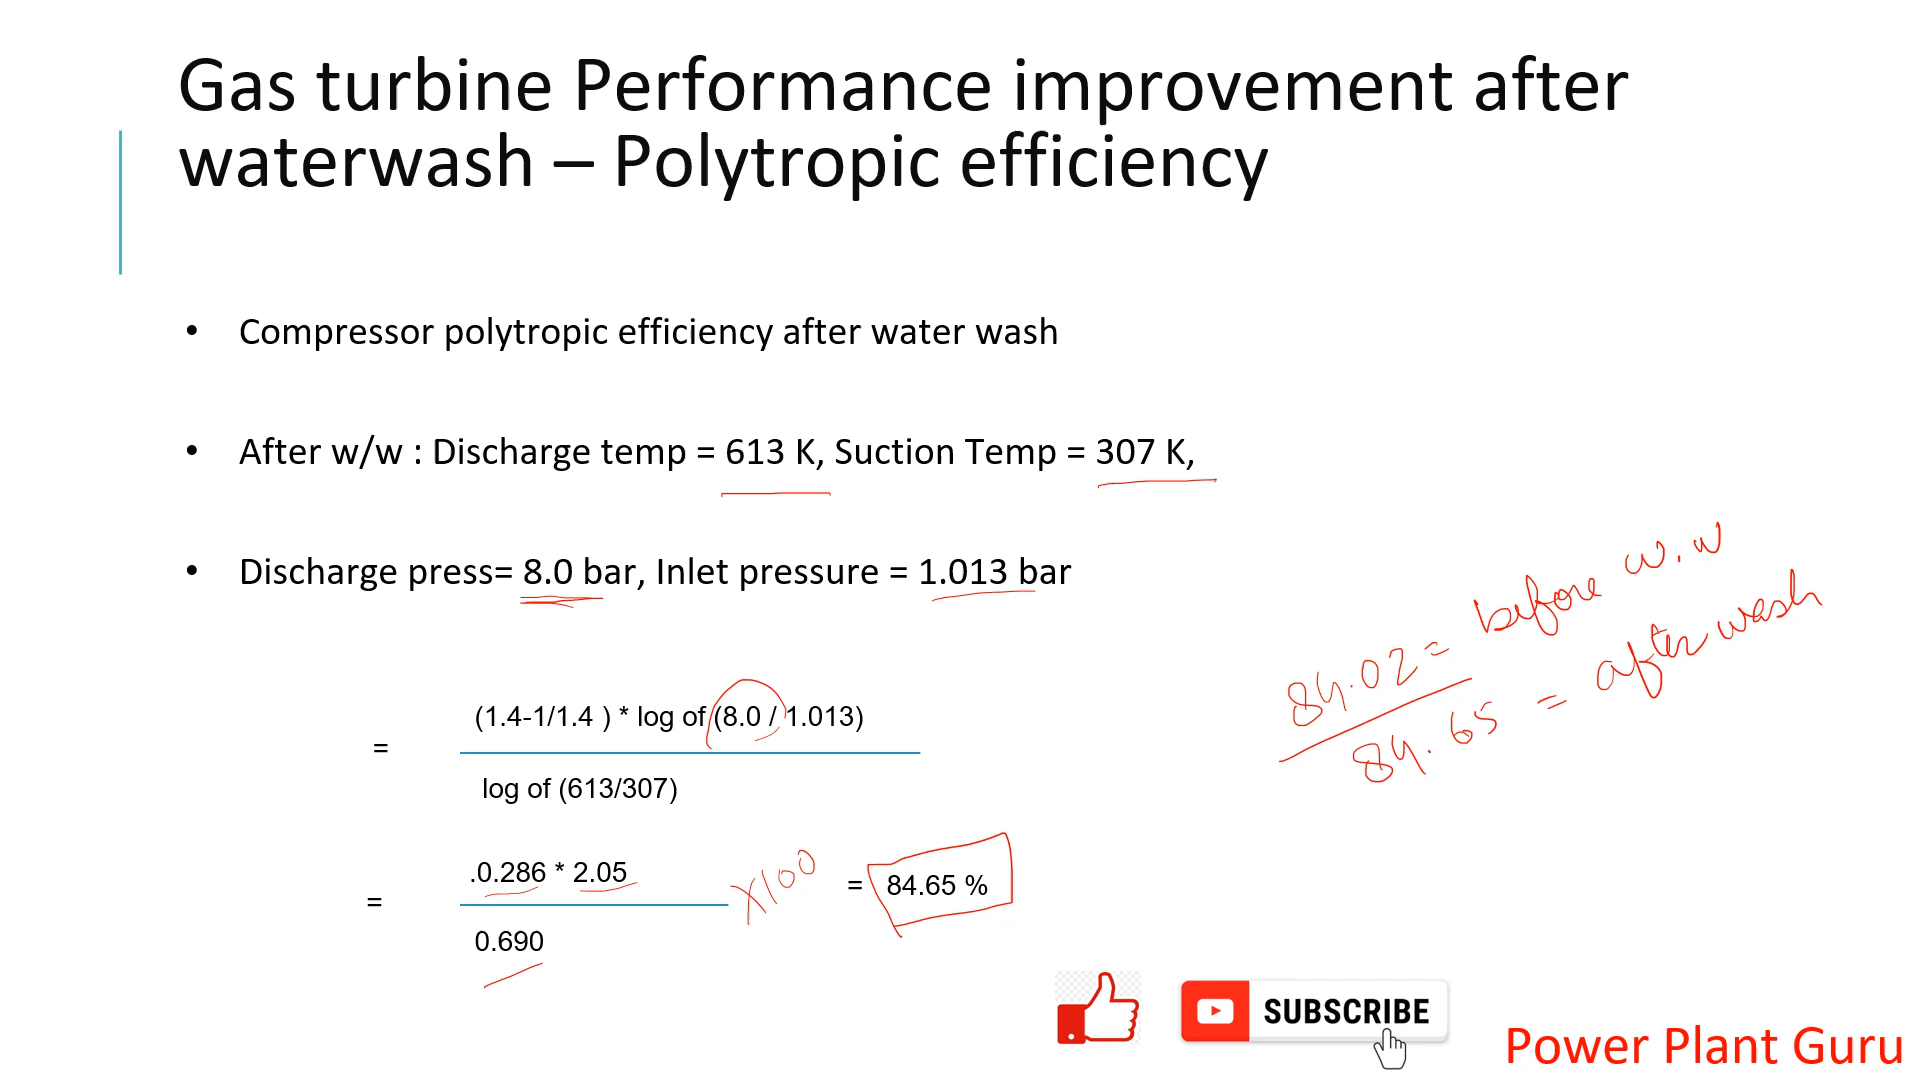 Gas turbine Performance improvement after
waterwash – Polytropic efficiency
• Compressor polytropic efficiency after water wash
• After w/w : Discharge temp = 613 K, Suction Temp = 307 K,
• Discharge press= 8.0 bar, Inlet pressure = 1.013 bar
84.02 = before w.w
84.65 = after wash
= (1.4-1/1.4 ) * log of (8.0 / 1.013)
log of (613/307)
= .0.286 * 2.05 X100 = 84.65 %
0.690
SUBSCRIBE
Power Plant Guru